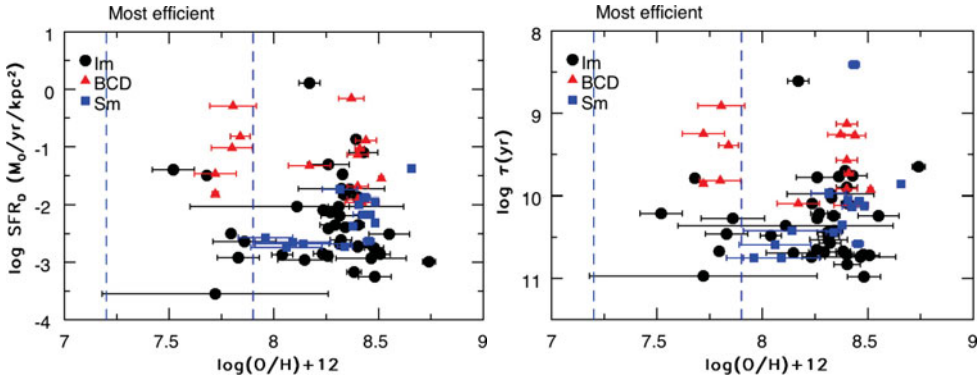 Most efficient
log SFR_D (M_o/yr/kpc²)
1
0
-1
-2
-3
-4
Im
BCD
Sm
7
7.5
8
8.5
9
log(O/H)+12
Most efficient
log τ(yr)
8
9
10
11
Im
BCD
Sm
7
7.5
8
8.5
9
log(O/H)+12